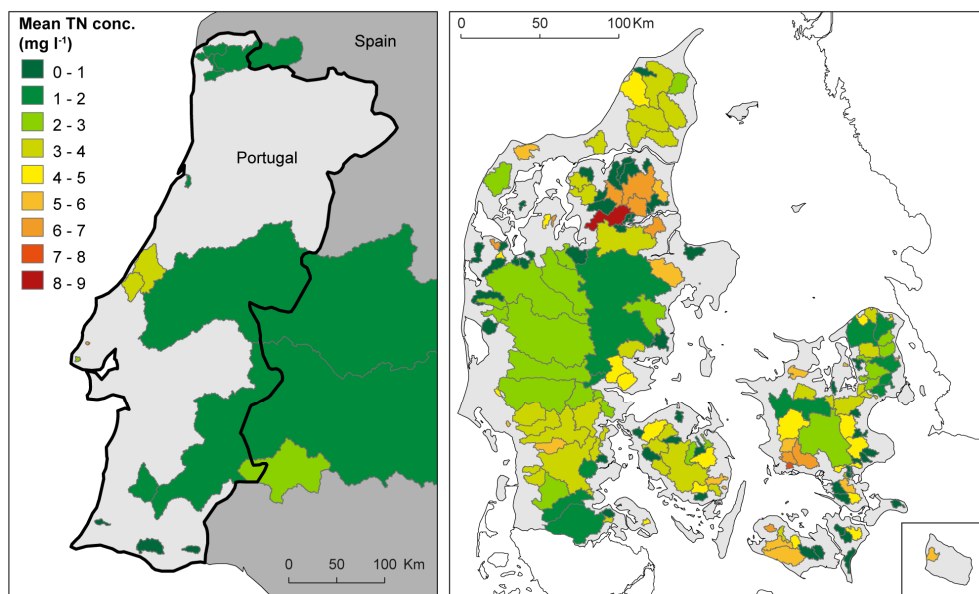 Mean TN conc.
(mg l-1)
0 - 1
1 - 2
2 - 3
3 - 4
4 - 5
5 - 6
6 - 7
7 - 8
8 - 9
Spain
Portugal
0 50 100 Km
0 50 100 Km